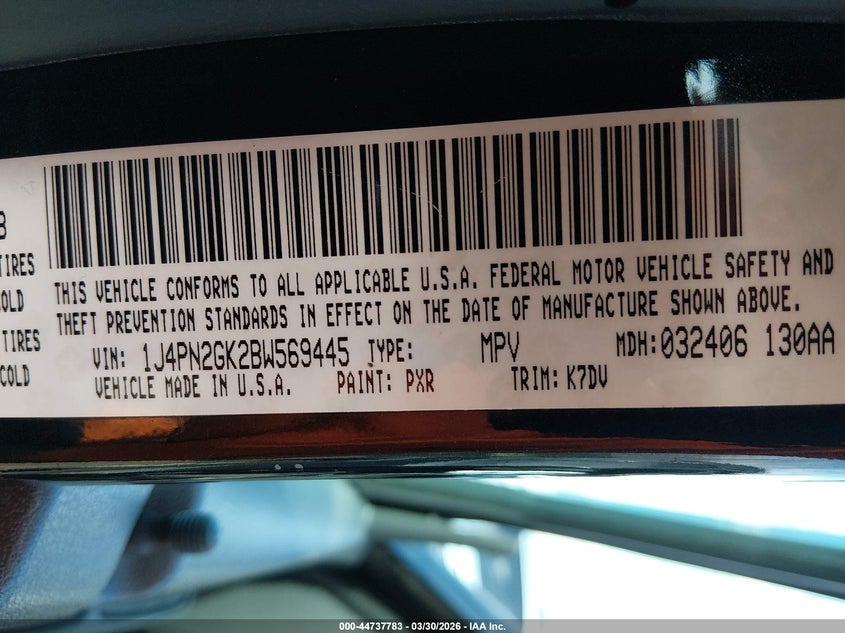 8
TIRES
COLD
TIRES
COLD
THIS VEHICLE CONFORMS TO ALL APPLICABLE U.S.A. FEDERAL MOTOR VEHICLE SAFETY AND
THEFT PREVENTION STANDARDS IN EFFECT ON THE DATE OF MANUFACTURE SHOWN ABOVE.
VIN: 1J4PN2GK2BW569445 TYPE: MPV MDH:032406 130AA
VEHICLE MADE IN U.S.A. PAINT: PXR TRIM: K7DV
000-44737783 - 03/30/2026 - IAA Inc.